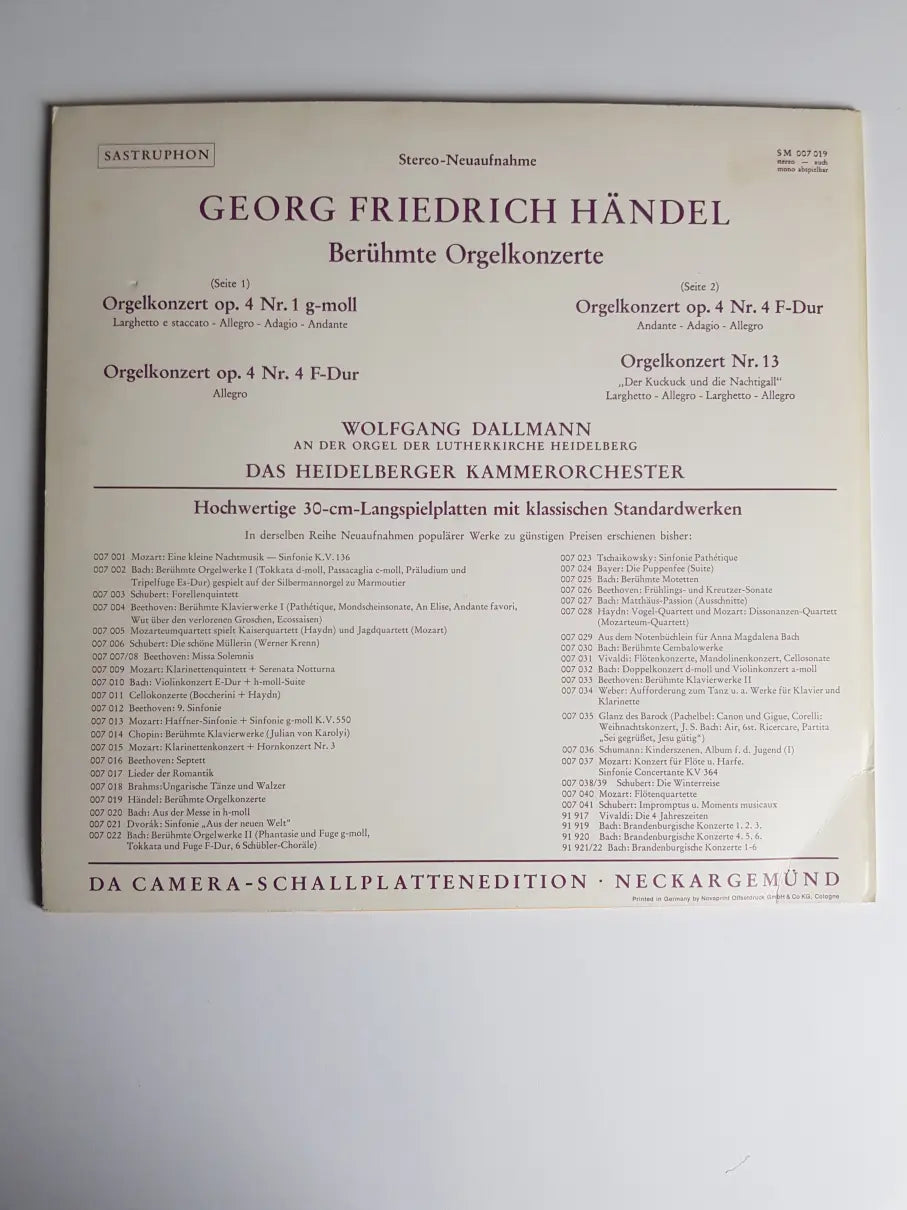 SASTRUPHON
Stereo-Neuaufnahme
SM 007 019
stereo — auch
mono abspielbar
GEORG FRIEDRICH HÄNDEL
Berühmte Orgelkonzerte
(Seite 1)
Orgelkonzert op. 4 Nr. 1 g-moll
Larghetto e staccato - Allegro - Adagio - Andante
Orgelkonzert op. 4 Nr. 4 F-Dur
Allegro
(Seite 2)
Orgelkonzert op. 4 Nr. 4 F-Dur
Andante - Adagio - Allegro
Orgelkonzert Nr. 13
„Der Kuckuck und die Nachtigall“
Larghetto - Allegro - Larghetto - Allegro
WOLFGANG DALLMANN
AN DER ORGEL DER LUTHERKIRCHE HEIDELBERG
DAS HEIDELBERGER KAMMERORCHESTER
Hochwertige 30-cm-Langspielplatten mit klassischen Standardwerken
In derselben Reihe Neuaufnahmen populärer Werke zu günstigen Preisen erschienen bisher:
007 001 Mozart: Eine kleine Nachtmusik — Sinfonie K.V. 136
007 002 Bach: Berühmte Orgelwerke I (Tokkata d-moll, Passacaglia c-moll, Präludium und
Tripelfuge Es-Dur) gespielt auf der Silbermannorgel zu Marmoutier
007 003 Schubert: Forellenquintett
007 004 Beethoven: Berühmte Klavierwerke I (Pathétique, Mondscheinsonate, An Elise, Andante favori,
Wut über den verlorenen Groschen, Ecossaisen)
007 005 Mozarteumquartett spielt Kaiserquartett (Haydn) und Jagdquartett (Mozart)
007 006 Schubert: Die schöne Müllerin (Werner Krenn)
007 007/08 Beethoven: Missa Solemnis
007 009 Mozart: Klarinettenquintett + Serenata Notturna
007 010 Bach: Violinkonzert E-Dur + h-moll-Suite
007 011 Cellokonzerte (Boccherini + Haydn)
007 012 Beethoven: 9. Sinfonie
007 013 Mozart: Haffner-Sinfonie + Sinfonie g-moll K.V. 550
007 014 Chopin: Berühmte Klavierwerke (Julian von Karolyi)
007 015 Mozart: Klarinettenkonzert + Hornkonzert Nr. 3
007 016 Beethoven: Septett
007 017 Lieder der Romantik
007 018 Brahms: Ungarische Tänze und Walzer
007 019 Händel: Berühmte Orgelkonzerte
007 020 Bach: Aus der Messe in h-moll
007 021 Dvorák: Sinfonie „Aus der neuen Welt“
007 022 Bach: Berühmte Orgelwerke II (Phantasie und Fuge g-moll,
Tokkata und Fuge F-Dur, 6 Schübler-Choräle)
007 023 Tschaikowsky: Sinfonie Pathétique
007 024 Bayer: Die Puppenfee (Suite)
007 025 Bach: Berühmte Motetten
007 026 Beethoven: Frühlings- und Kreutzer-Sonate
007 027 Bach: Matthäus-Passion (Ausschnitte)
007 028 Haydn: Vogel-Quartett und Mozart: Dissonanzen-Quartett
(Mozarteum-Quartett)
007 029 Aus dem Notenbüchlein für Anna Magdalena Bach
007 030 Bach: Berühmte Cembalowerke
007 031 Vivaldi: Flötenkonzerte, Mandolinenkonzert, Cellosonate
007 032 Bach: Doppelkonzert d-moll und Violinkonzert a-moll
007 033 Beethoven: Berühmte Klavierwerke II
007 034 Weber: Aufforderung zum Tanz u. a. Werke für Klavier und
Klarinette
007 035 Glanz des Barock (Pachelbel: Canon und Gigue, Corelli:
Weihnachtskonzert, J. S. Bach: Air, 6st. Ricercare, Partita
„Sei gegrüßet, Jesu gütig“)
007 036 Schumann: Kinderszenen, Album f. d. Jugend (I)
007 037 Mozart: Konzert für Flöte u. Harfe.
Sinfonie Concertante KV 364
007 038/39 Schubert: Die Winterreise
007 040 Mozart: Flötenquartette
007 041 Schubert: Impromptus u. Moments musicaux
91 917 Vivaldi: Die 4 Jahreszeiten
91 919 Bach: Brandenburgische Konzerte 1. 2. 3.
91 920 Bach: Brandenburgische Konzerte 4. 5. 6.
91 921/22 Bach: Brandenburgische Konzerte 1-6
DA CAMERA-SCHALLPLATTENEDITION · NECKARGEMÜND
Printed in Germany by Novaprint Offsetdruck GmbH & Co KG, Cologne